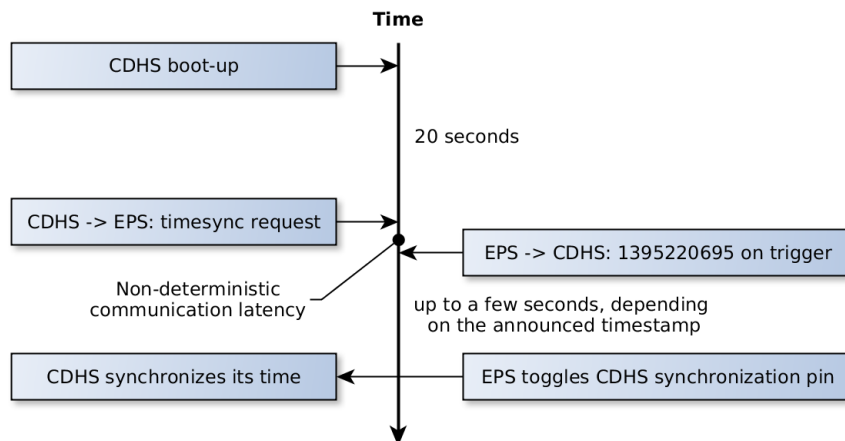 Time
CDHS boot-up
20 seconds
CDHS -> EPS: timesync request
EPS -> CDHS: 1395220695 on trigger
Non-deterministic
communication latency
up to a few seconds, depending
on the announced timestamp
CDHS synchronizes its time
EPS toggles CDHS synchronization pin